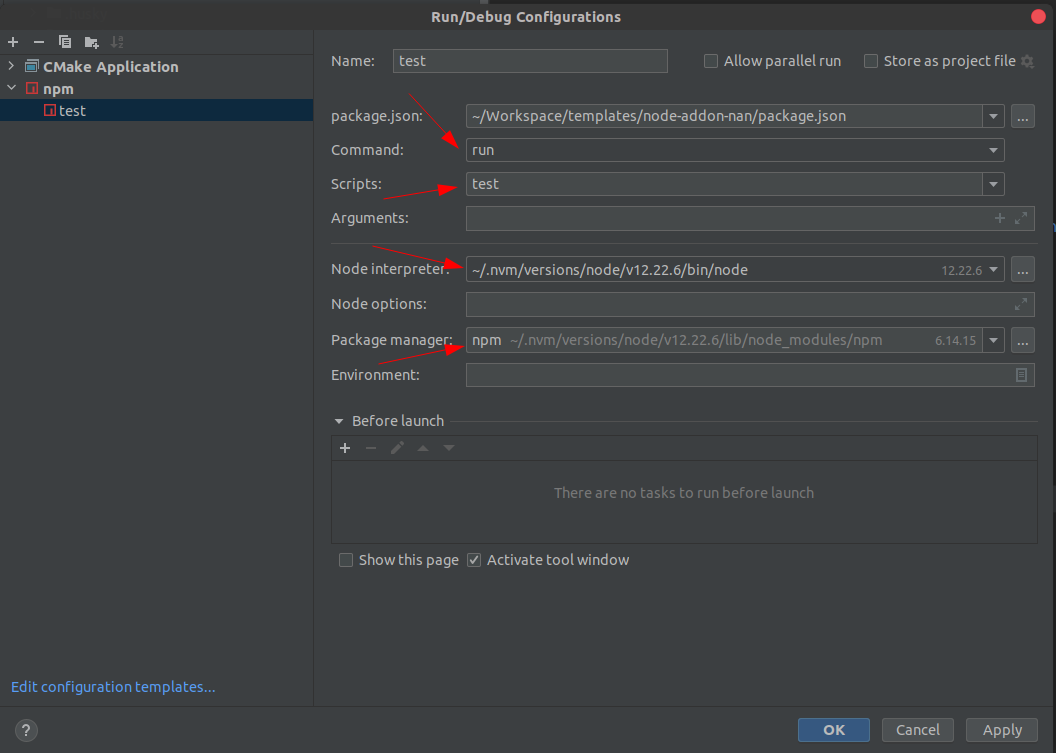 Run/Debug Configurations
CMake Application
npm
test
Name: test Allow parallel run Store as project file
package.json: ~/Workspace/templates/node-addon-nan/package.json ...
Command: run
Scripts: test
Arguments:
Node interpreter: ~/.nvm/versions/node/v12.22.6/bin/node 12.22.6 ...
Node options:
Package manager: npm ~/.nvm/versions/node/v12.22.6/lib/node_modules/npm 6.14.15 ...
Environment:
Before launch
There are no tasks to run before launch
Show this page Activate tool window
Edit configuration templates...
? OK Cancel Apply